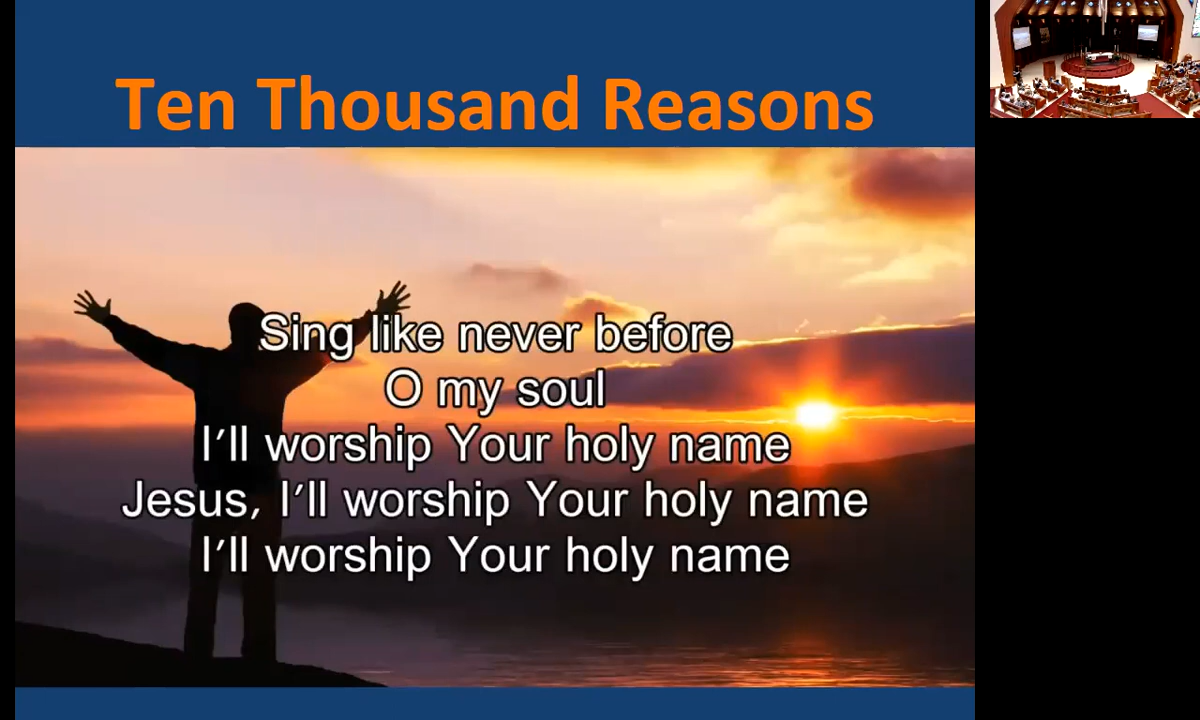 Ten Thousand Reasons
Sing like never before
O my soul
I'll worship Your holy name
Jesus, I'll worship Your holy name
I'll worship Your holy name